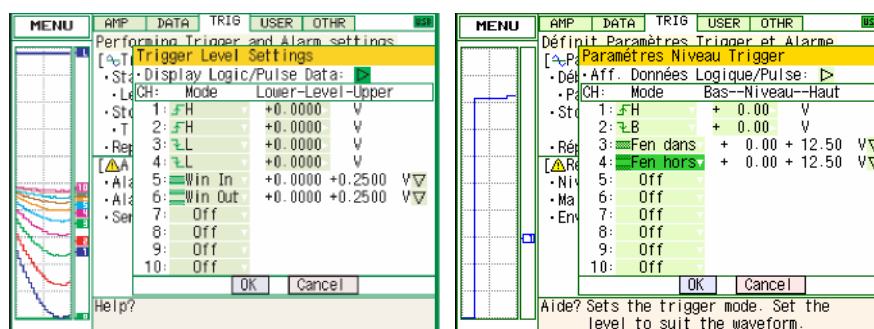 MENU AMP DATA TRIG USER OTHR USB
Performing Trigger and Alarm settings
Trigger Level Settings
Display Logic/Pulse Data:
CH: Mode Lower-Level-Upper
1: H +0.0000 V
2: H +0.0000 V
3: L +0.0000 V
4: L +0.0000 V
5: Win In +0.0000 +0.2500 V
6: Win Out +0.0000 +0.2500 V
7: Off
8: Off
9: Off
10: Off
OK Cancel
Help?
MENU AMP DATA TRIG USER OTHR
Définit Paramètres Trigger et Alarme
Paramétres Niveau Trigger
Aff. Données Logique/Pulse:
CH: Mode Bas--Niveau--Haut
1: H + 0.00 V
2: B + 0.00 V
3: Fen dans + 0.00 + 12.50 V
4: Fen hors + 0.00 + 12.50 V
5: Off
6: Off
7: Off
8: Off
9: Off
10: Off
OK Cancel
Aide? Sets the trigger mode. Set the
level to suit the waveform.